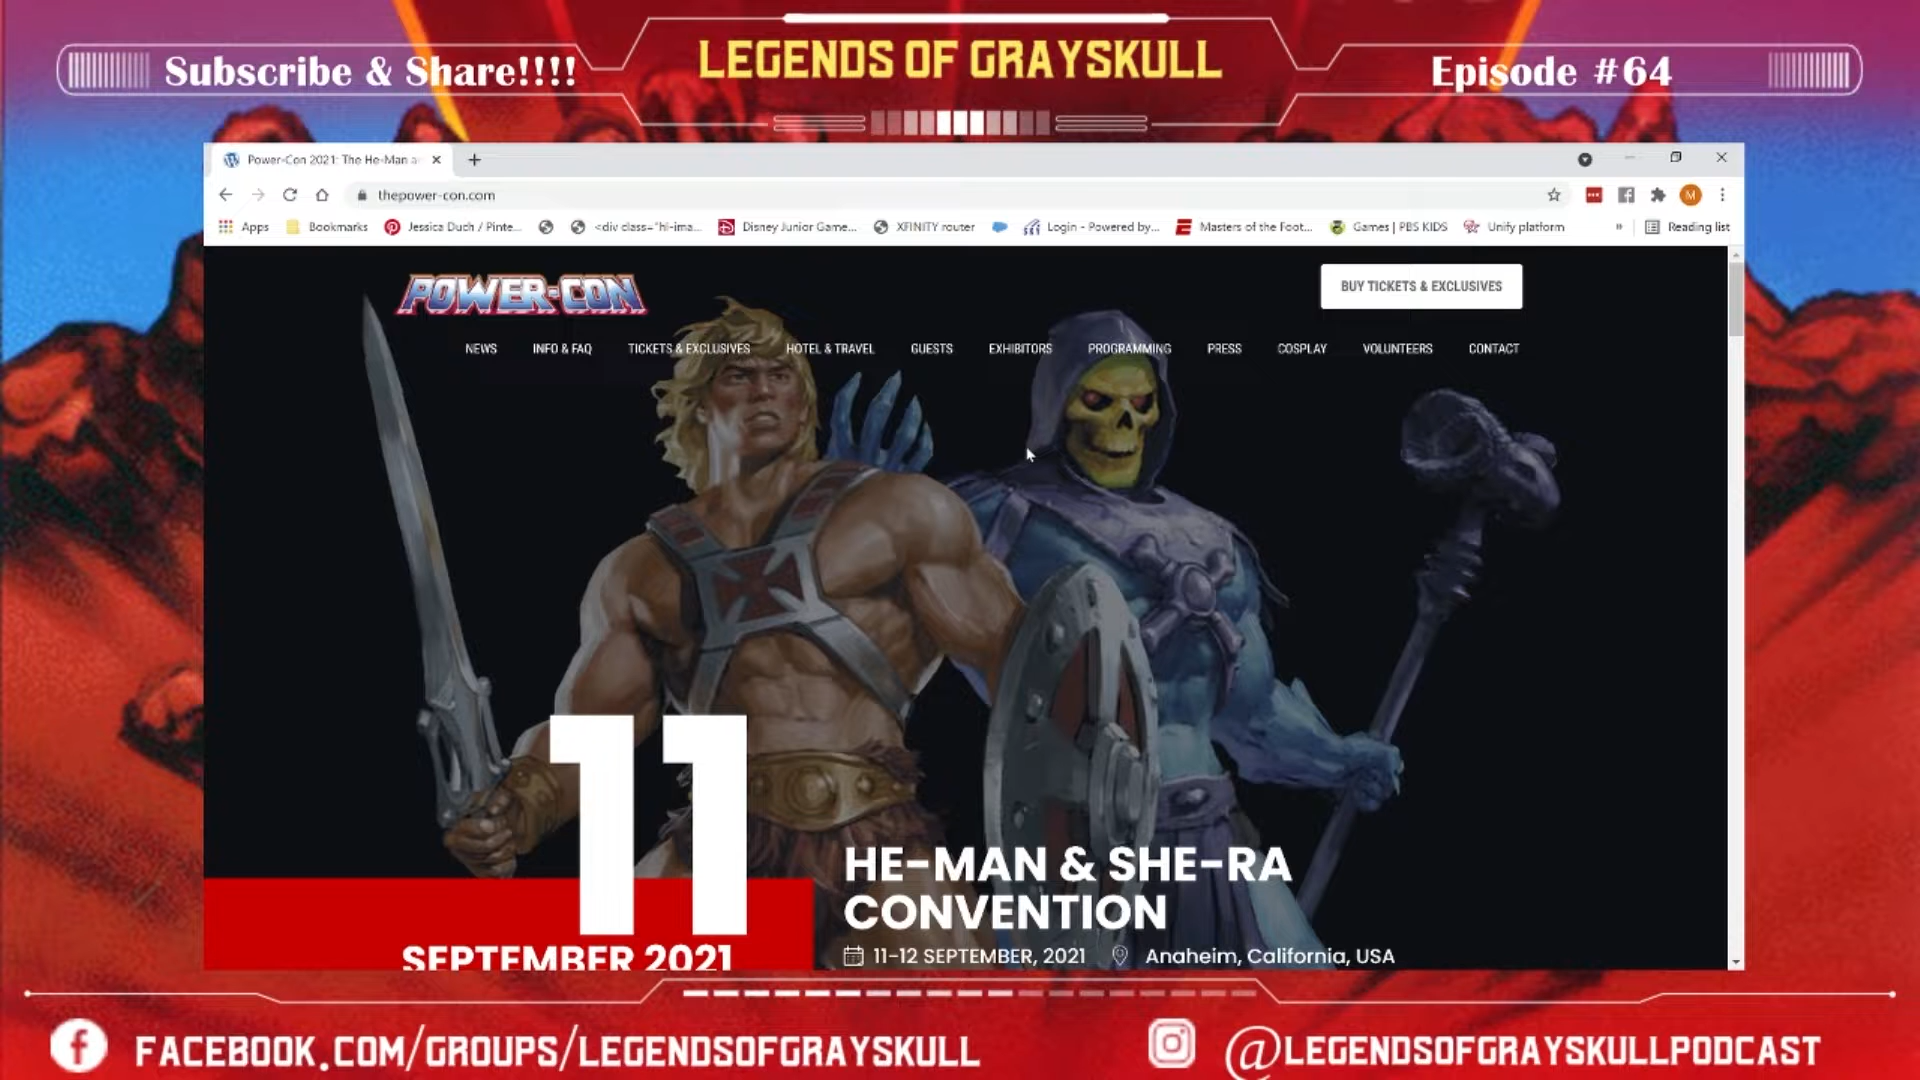 Subscribe & Share!!!!
LEGENDS OF GRAYSKULL
Episode #64
Power-Con 2021: The He-Man a
thepower-con.com
Apps
Bookmarks
Jessica Duch / Pinte...
<div class="hl-ima...
Disney Junior Game...
XFINITY router
Login - Powered by...
Masters of the Foot...
Games | PBS KIDS
Unify platform
»
Reading list
M
POWER-CON
BUY TICKETS & EXCLUSIVES
NEWS
INFO & FAQ
TICKETS & EXCLUSIVES
HOTEL & TRAVEL
GUESTS
EXHIBITORS
PROGRAMMING
PRESS
COSPLAY
VOLUNTEERS
CONTACT
11
SEPTEMBER 2021
HE-MAN & SHE-RA
CONVENTION
11-12 SEPTEMBER, 2021
Anaheim, California, USA
FACEBOOK.COM/GROUPS/LEGENDSOFGRAYSKULL
@LEGENDSOFGRAYSKULLPODCAST